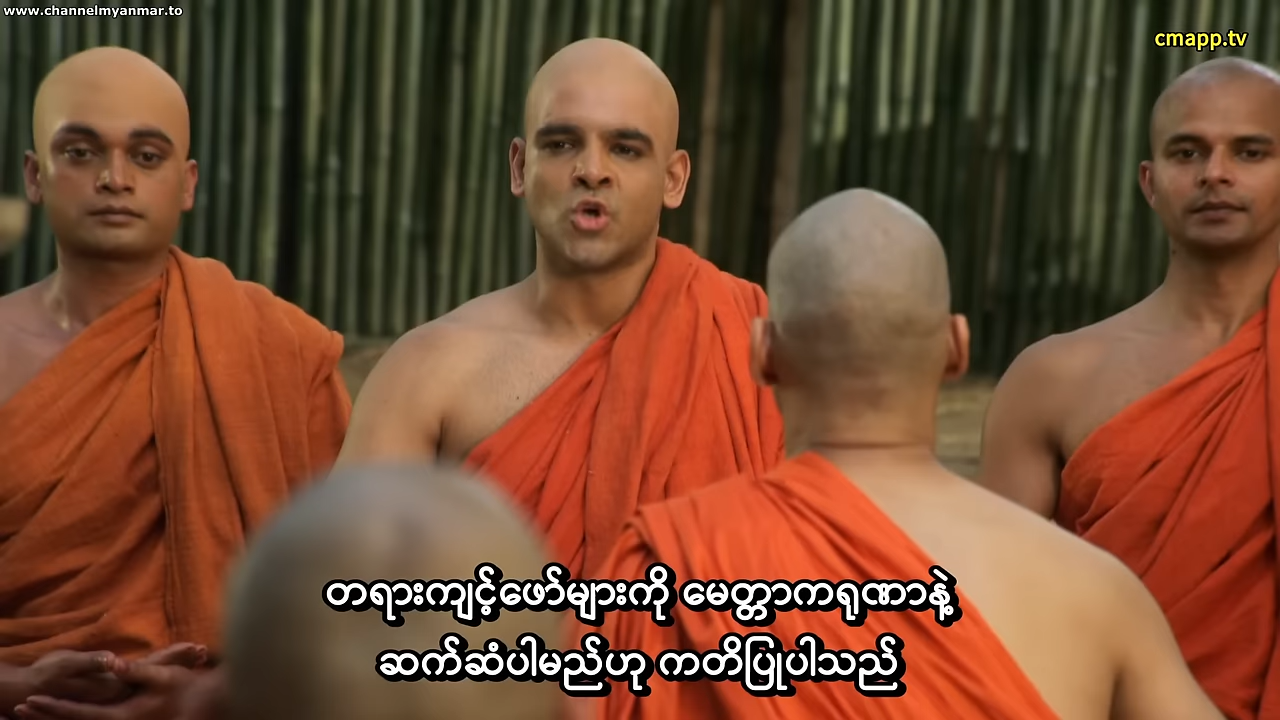 www.channelmyanmar.to
cmapp.tv
တရားကျင့်ဖော်များကို မေတ္တာကရုဏာနဲ့
ဆက်ဆံပါမည်ဟု ကတိပြုပါသည်